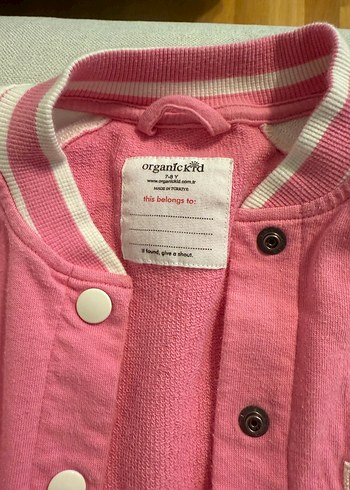 organickid
7-8 Y
www.organickid.com.tr
MADE IN TÜRKİYE
this belongs to:
if found, give a shout.